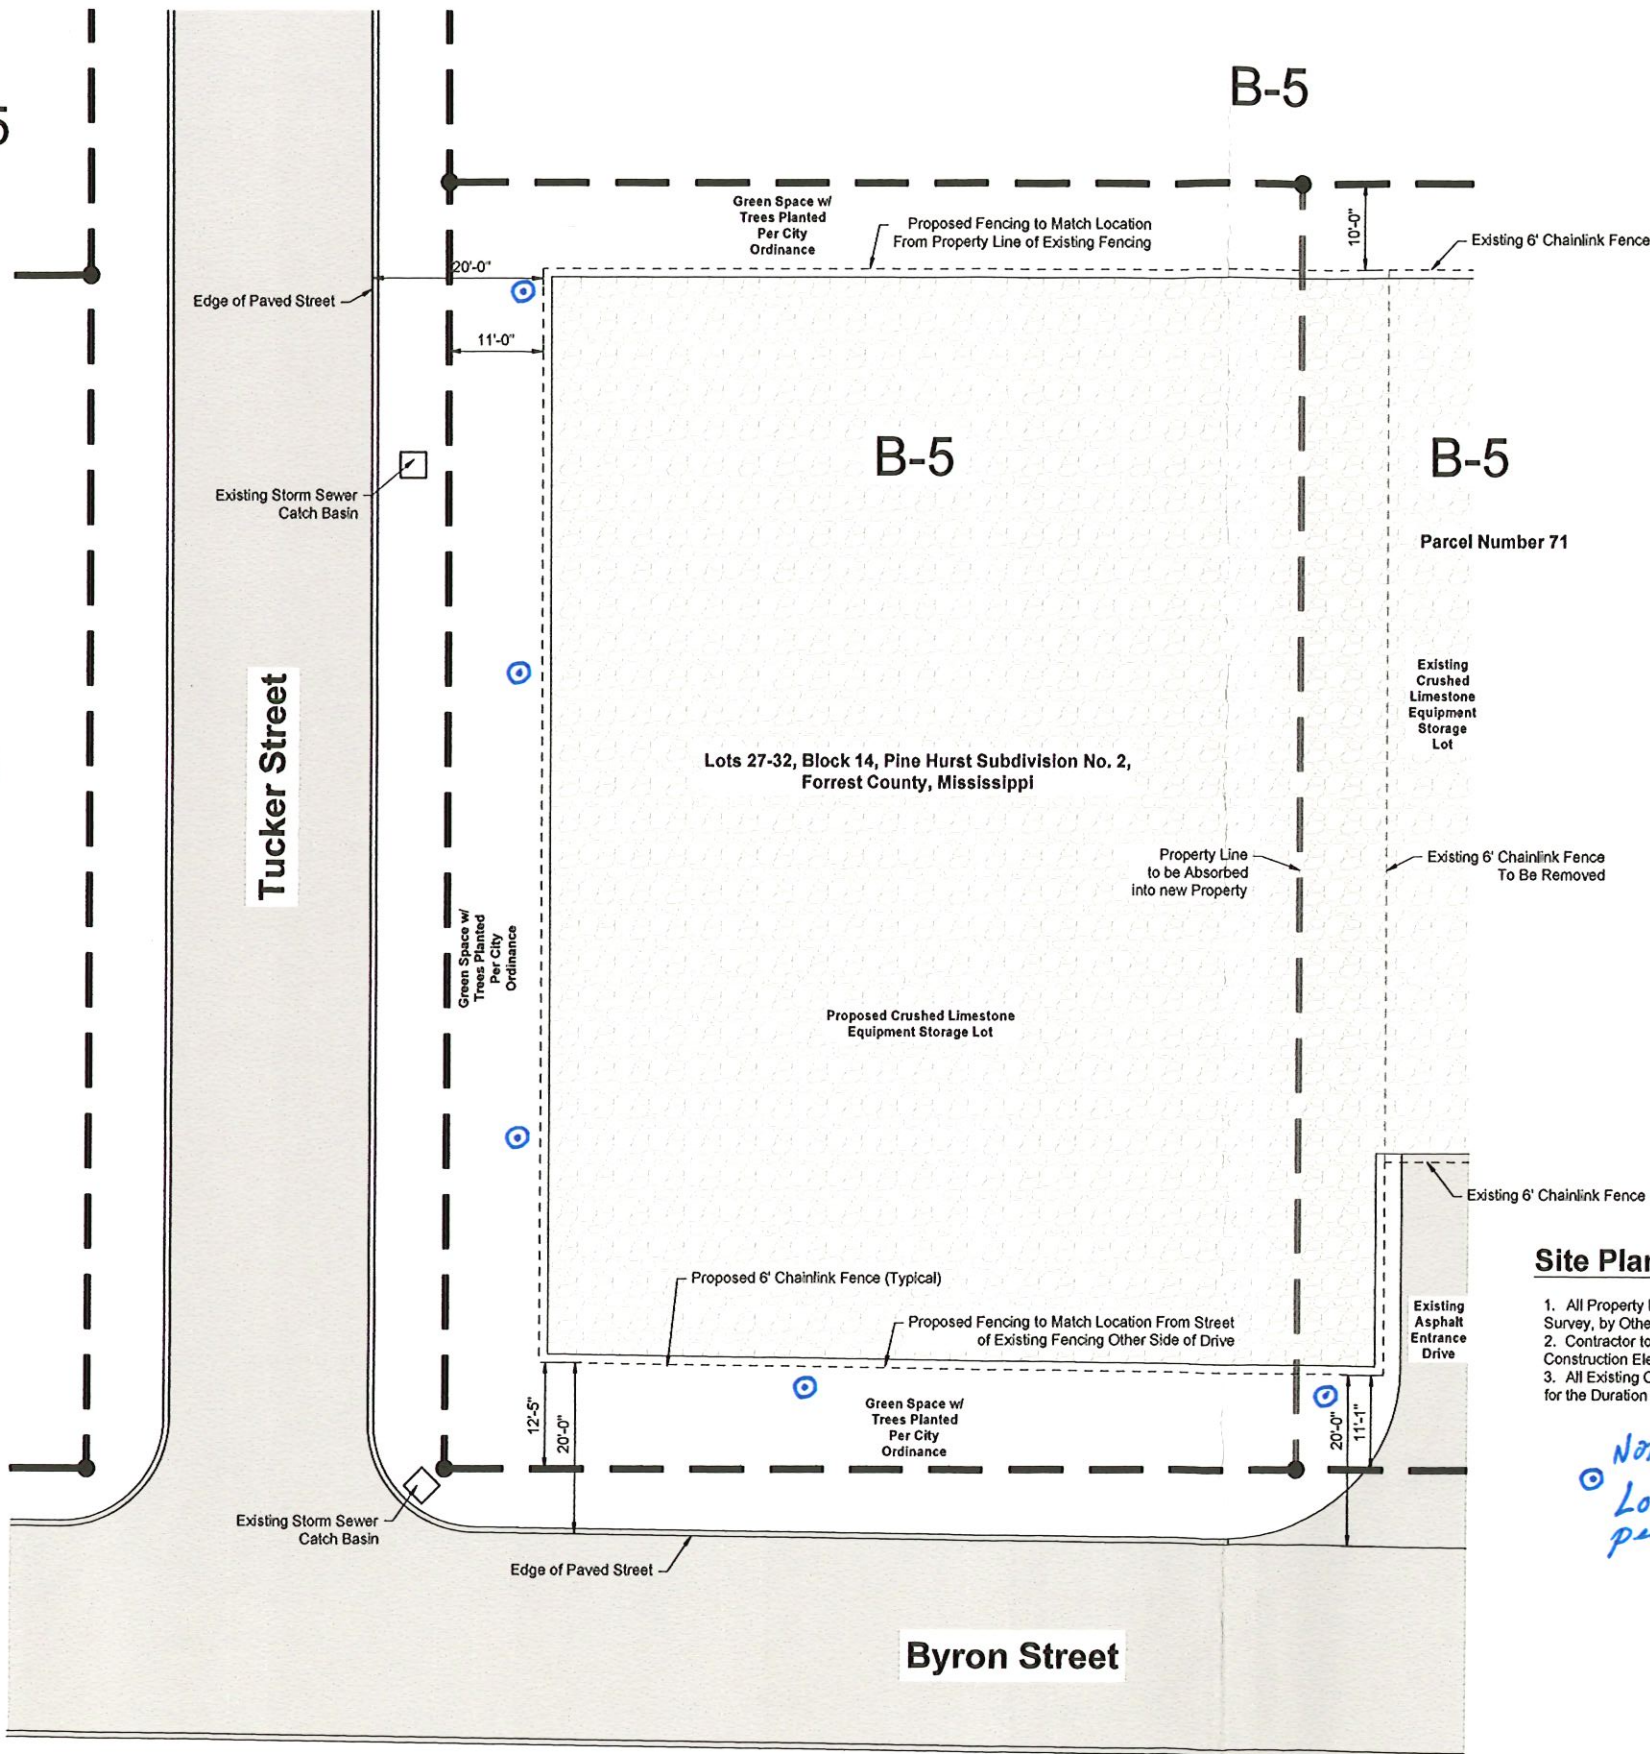 B-5
5
Green Space w/
Trees Planted
Per City
Ordinance
Proposed Fencing to Match Location
From Property Line of Existing Fencing
10'-0"
Existing 6' Chainlink Fence
20'-0"
Edge of Paved Street
11'-0"
B-5
B-5
Existing Storm Sewer
Catch Basin
Parcel Number 71
Existing
Crushed
Limestone
Equipment
Storage
Lot
Tucker Street
Lots 27-32, Block 14, Pine Hurst Subdivision No. 2,
Forrest County, Mississippi
Property Line
to be Absorbed
into new Property
Existing 6' Chainlink Fence
To Be Removed
Green Space w/
Trees Planted
Per City
Ordinance
Proposed Crushed Limestone
Equipment Storage Lot
Existing 6' Chainlink Fence
Site Plan
Proposed 6' Chainlink Fence (Typical)
Proposed Fencing to Match Location From Street
of Existing Fencing Other Side of Drive
Existing
Asphalt
Entrance
Drive
1. All Property
Survey, by Othe
2. Contractor to
Construction Ele
3. All Existing
for the Duration
12'-5"
20'-0"
Green Space w/
Trees Planted
Per City
Ordinance
20'-0"
11'-1"
Existing Storm Sewer
Catch Basin
Edge of Paved Street
Byron Street